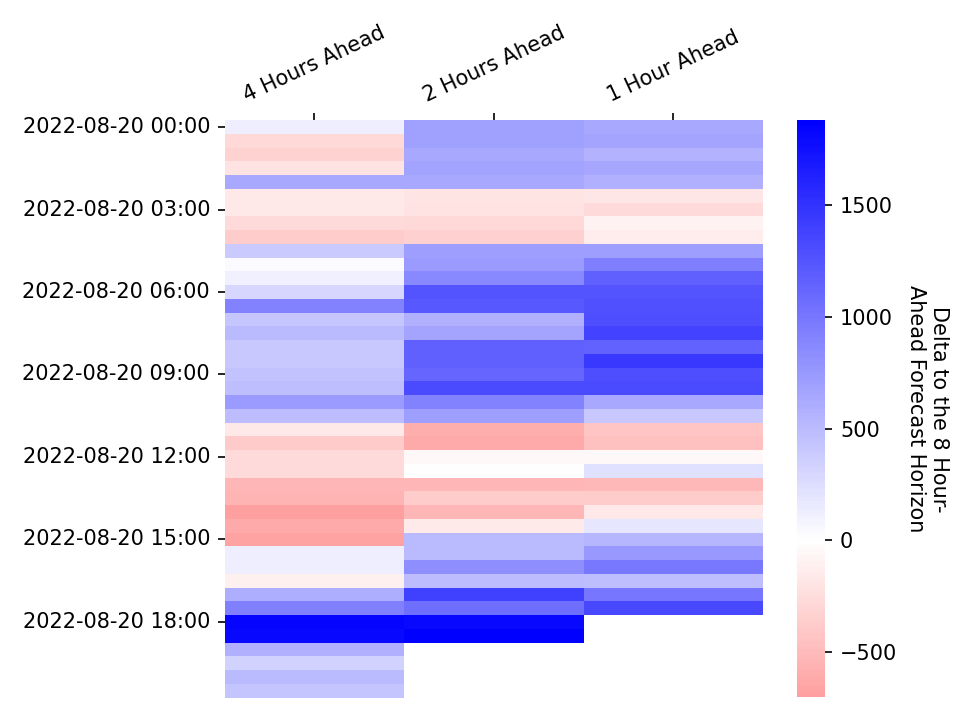 4 Hours Ahead
2 Hours Ahead
1 Hour Ahead
2022-08-20 00:00
2022-08-20 03:00
2022-08-20 06:00
2022-08-20 09:00
2022-08-20 12:00
2022-08-20 15:00
2022-08-20 18:00
1500
1000
500
0
−500
Delta to the 8 Hour-
Ahead Forecast Horizon